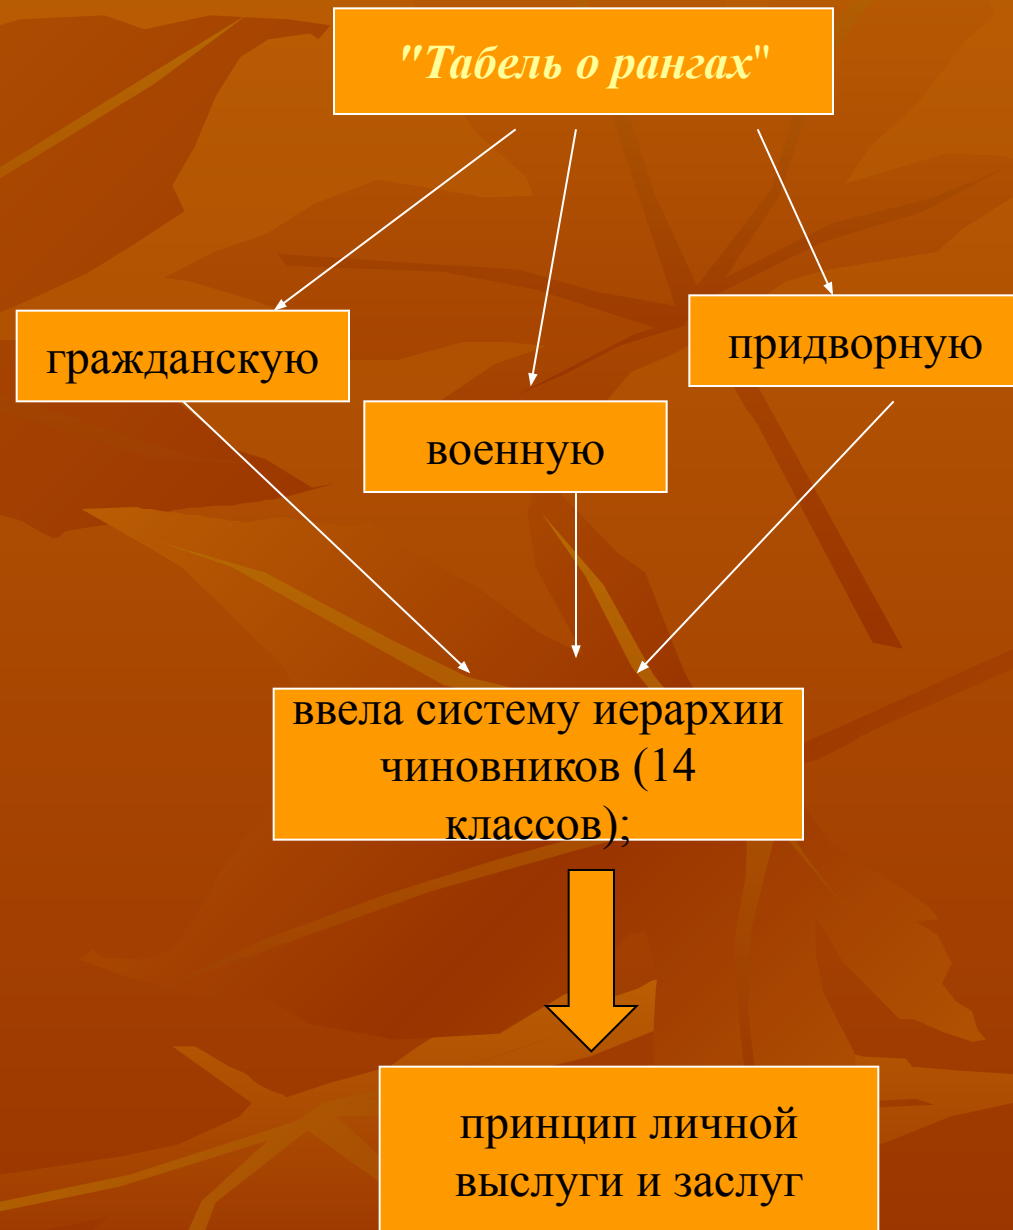 "Табель о рангах"
гражданскую
придворную
военную
ввела систему иерархии
чиновников (14
классов);
принцип личной
выслуги и заслуг